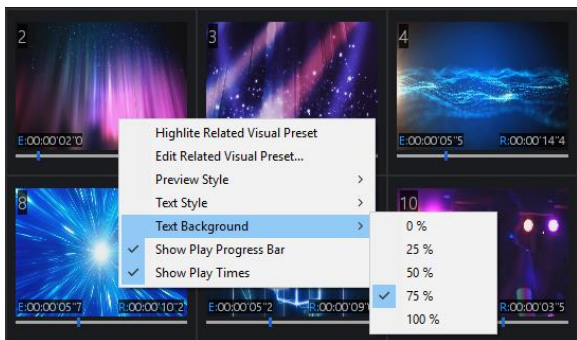 2
3
4
E:00:00'02"0
E:00:00'05"5
R:00:00'14"4
Highlite Related Visual Preset
Edit Related Visual Preset...
Preview Style
Text Style
Text Background
Show Play Progress Bar
Show Play Times
8
10
0 %
25 %
50 %
75 %
100 %
E:00:00'05"7
R:00:00'10"2
E:00:00'05"2
R:00:00'09'
R:00:00'03"5